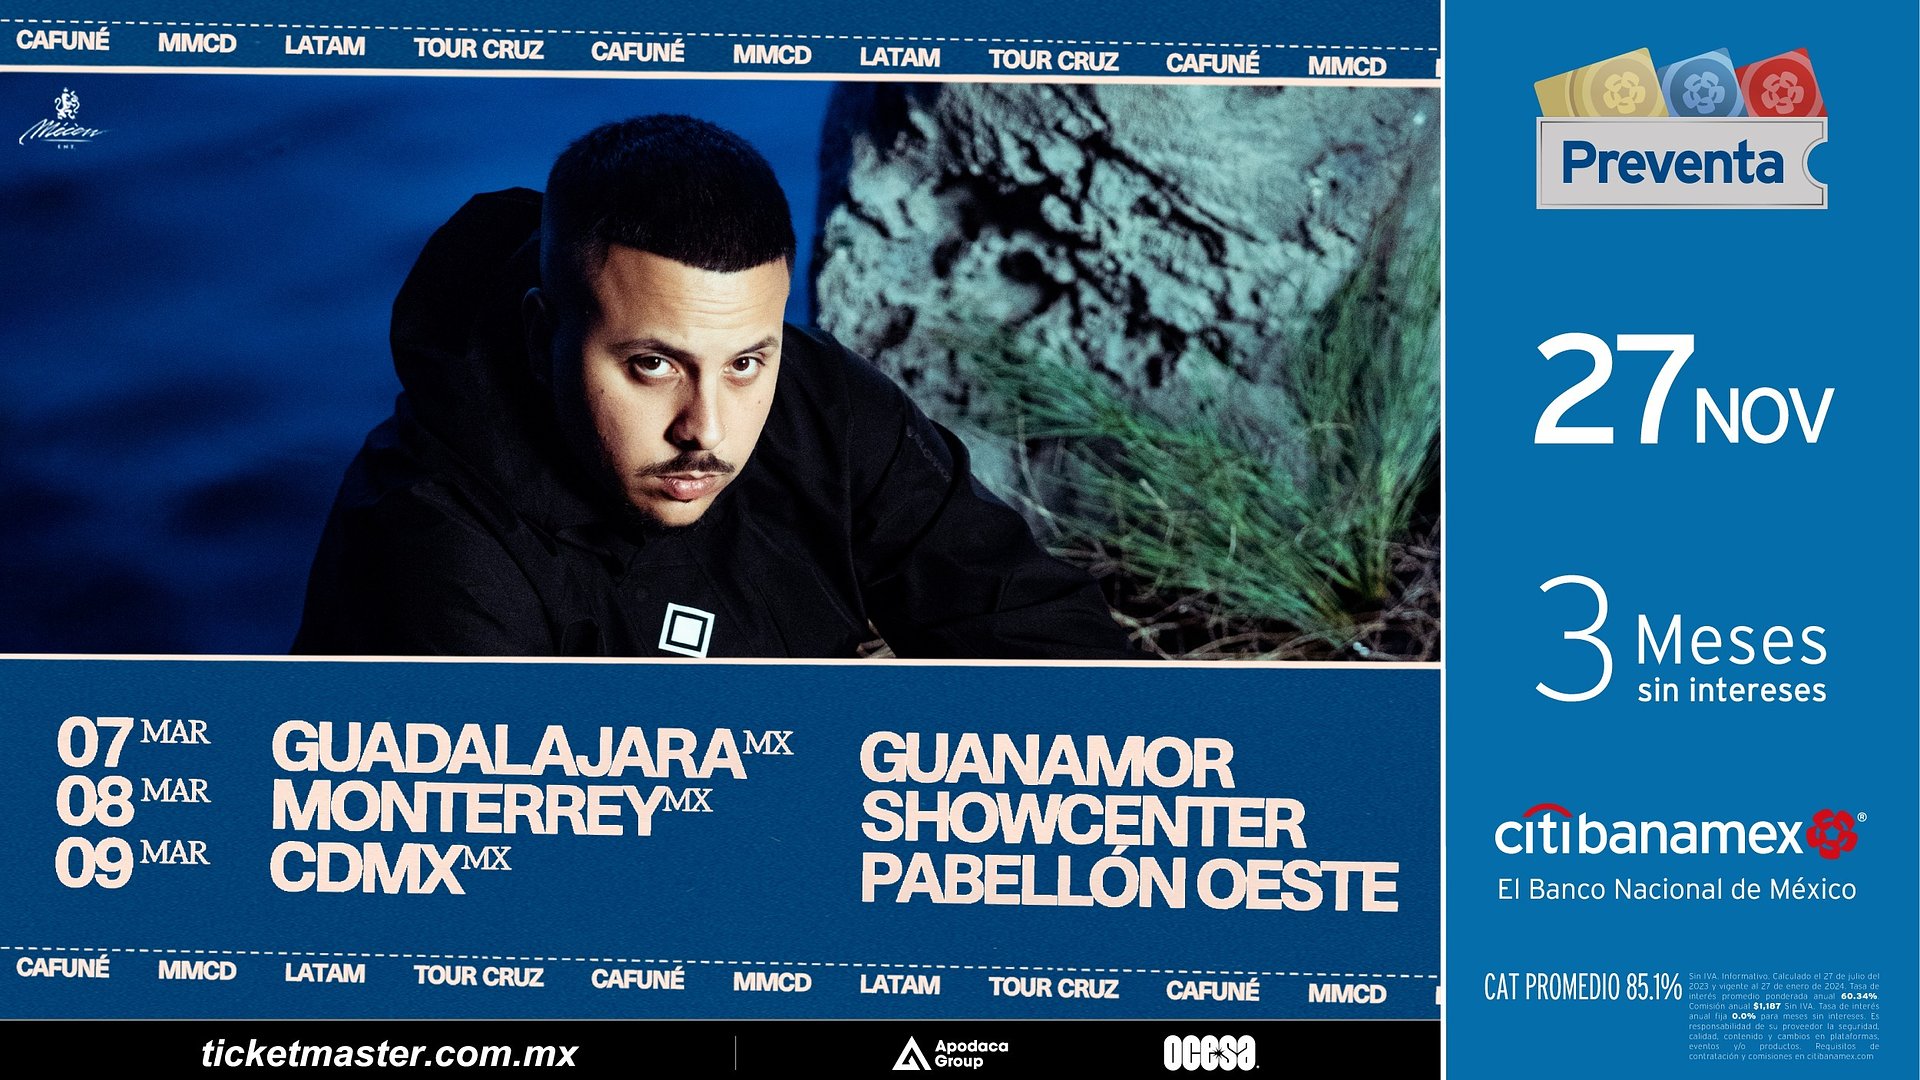 CAFUNÉ MMCD LATAM TOUR CRUZ CAFUNÉ MMCD LATAM TOUR CRUZ CAFUNÉ MMCD
Mécèn
ENT.
07 MAR GUADALAJARA MX GUANAMOR
08 MAR MONTERREY MX SHOWCENTER
09 MAR CDMX MX PABELLÓN OESTE
CAFUNÉ MMCD LATAM TOUR CRUZ CAFUNÉ MMCD LATAM TOUR CRUZ CAFUNÉ MMCD
ticketmaster.com.mx
Apodaca
Group
ocesa.
Preventa
27 NOV
3 Meses
sin intereses
citibanamex®
El Banco Nacional de México
CAT PROMEDIO 85.1%
Sin IVA. Informativo. Calculado el 27 de julio del
2023 y vigente al 27 de enero de 2024. Tasa de
interés promedio ponderada anual 60.34%.
Comisión anual $1,187 Sin IVA. Tasa de interés
anual fija 0.0% para meses sin intereses. Es
responsabilidad de su proveedor la seguridad,
calidad, contenido y cambios en plataformas,
eventos y/o productos. Requisitos de
contratación y comisiones en citibanamex.com